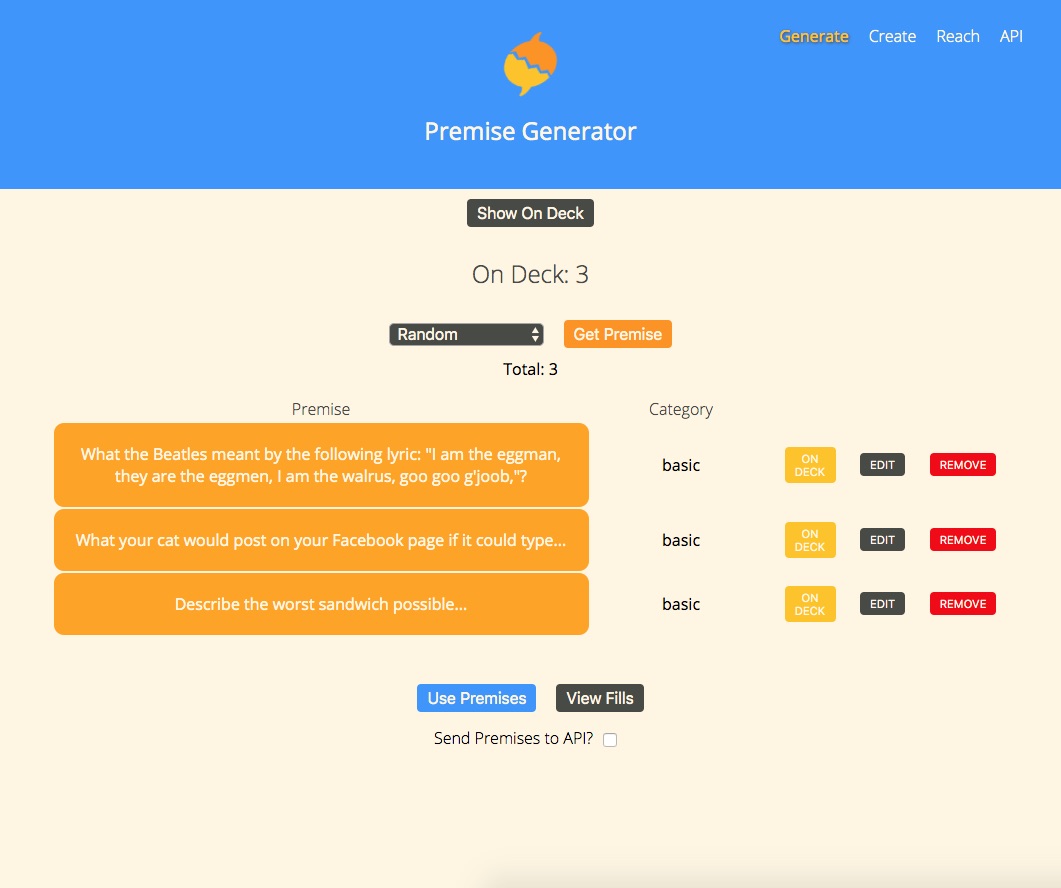 Generate Create Reach API
Premise Generator
Show On Deck
On Deck: 3
Random Get Premise
Total: 3
Premise Category
What the Beatles meant by the following lyric: "I am the eggman,
they are the eggmen, I am the walrus, goo goo g'joob,"?
basic
ON
DECK
EDIT
REMOVE
What your cat would post on your Facebook page if it could type...
basic
ON
DECK
EDIT
REMOVE
Describe the worst sandwich possible...
basic
ON
DECK
EDIT
REMOVE
Use Premises View Fills
Send Premises to API?